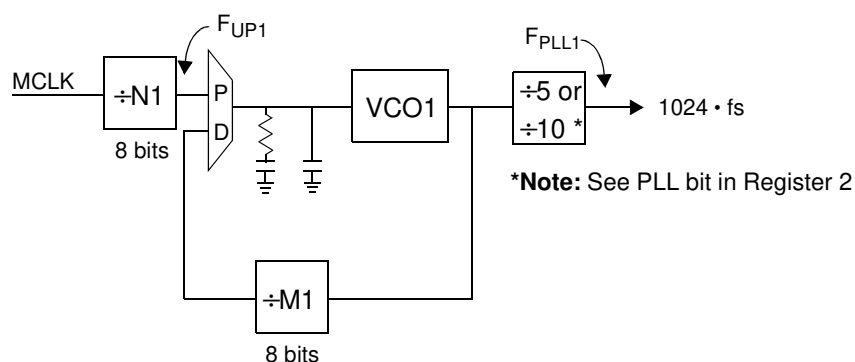 F_UP1
F_PLL1
MCLK
÷N1
P
D
8 bits
VCO1
÷5 or
÷10 *
1024 • fs
*Note: See PLL bit in Register 2
÷M1
8 bits